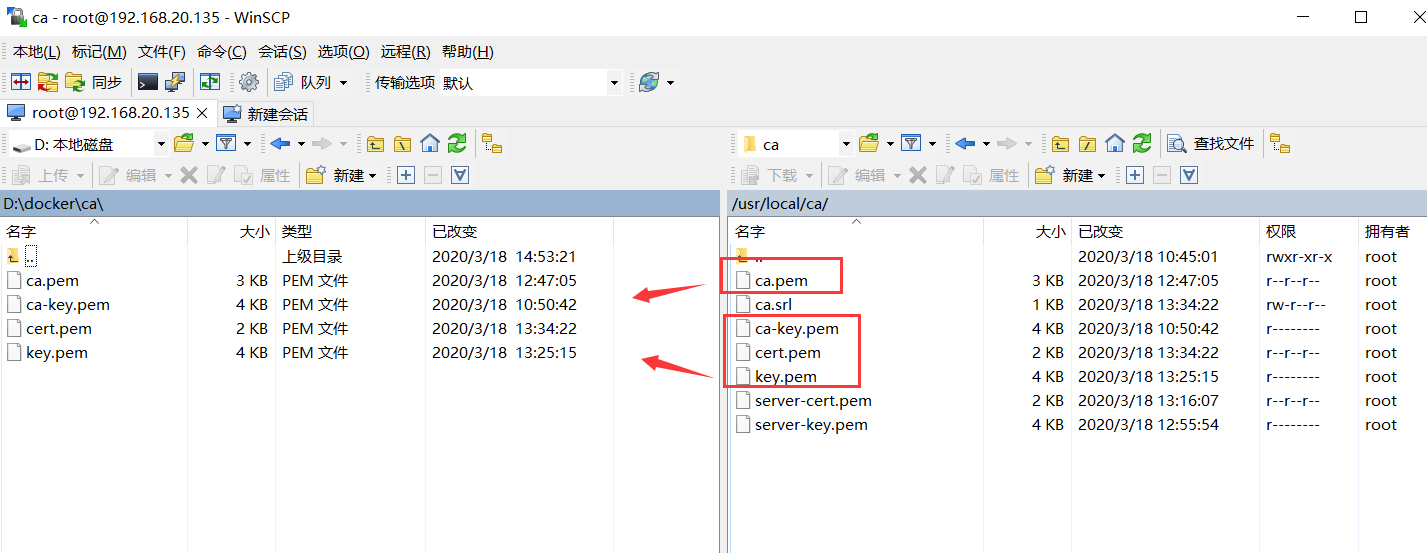 ca - root@192.168.20.135 - WinSCP
本地(L) 标记(M) 文件(F) 命令(C) 会话(S) 选项(O) 远程(R) 帮助(H)
同步 队列 传输选项 默认
root@192.168.20.135 新建会话
D: 本地磁盘 ca 查找文件
上传 编辑 属性 新建 下载 编辑 属性 新建
D:\docker\ca\ /usr/local/ca/
名字 大小 类型 已改变 名字 大小 已改变 权限 拥有者
.. 上级目录 2020/3/18 14:53:21 .. 2020/3/18 10:45:01 rwxr-xr-x root
ca.pem 3 KB PEM 文件 2020/3/18 12:47:05 ca.pem 3 KB 2020/3/18 12:47:05 r--r--r-- root
ca-key.pem 4 KB PEM 文件 2020/3/18 10:50:42 ca.srl 1 KB 2020/3/18 13:34:22 rw-r--r-- root
cert.pem 2 KB PEM 文件 2020/3/18 13:34:22 ca-key.pem 4 KB 2020/3/18 10:50:42 r-------- root
key.pem 4 KB PEM 文件 2020/3/18 13:25:15 cert.pem 2 KB 2020/3/18 13:34:22 r--r--r-- root
key.pem 4 KB 2020/3/18 13:25:15 r-------- root
server-cert.pem 2 KB 2020/3/18 13:16:07 r--r--r-- root
server-key.pem 4 KB 2020/3/18 12:55:54 r-------- root